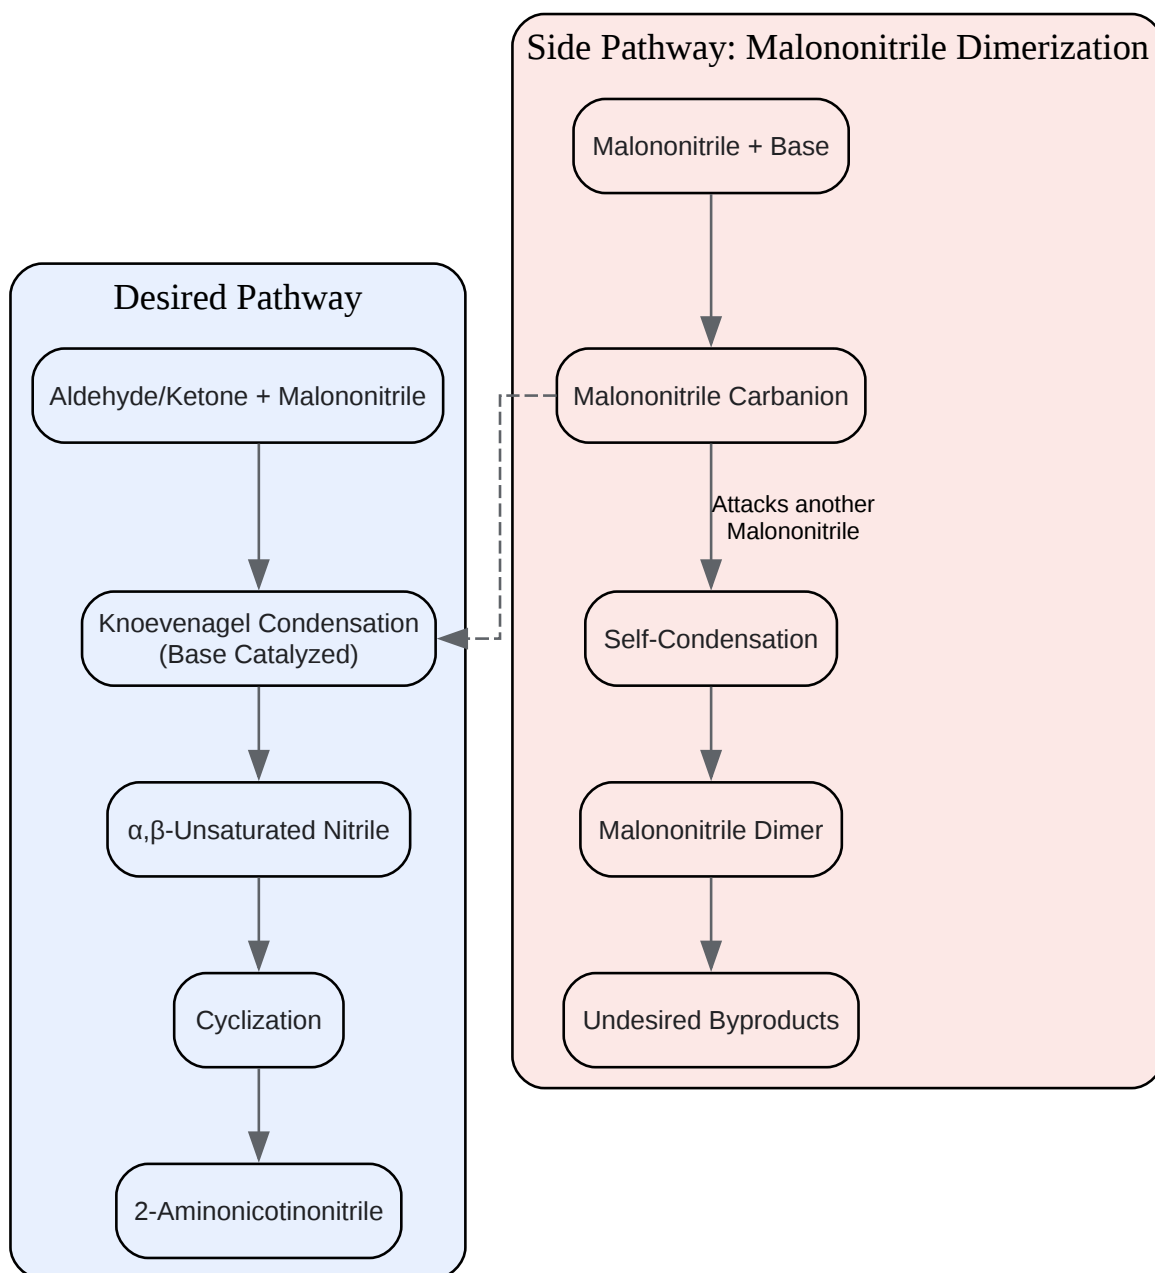 Side Pathway: Malononitrile Dimerization
Malononitrile + Base
Malononitrile Carbanion
Attacks another
Malononitrile
Self-Condensation
Malononitrile Dimer
Undesired Byproducts
Desired Pathway
Aldehyde/Ketone + Malononitrile
Knoevenagel Condensation
(Base Catalyzed)
α,β-Unsaturated Nitrile
Cyclization
2-Aminonicotinonitrile